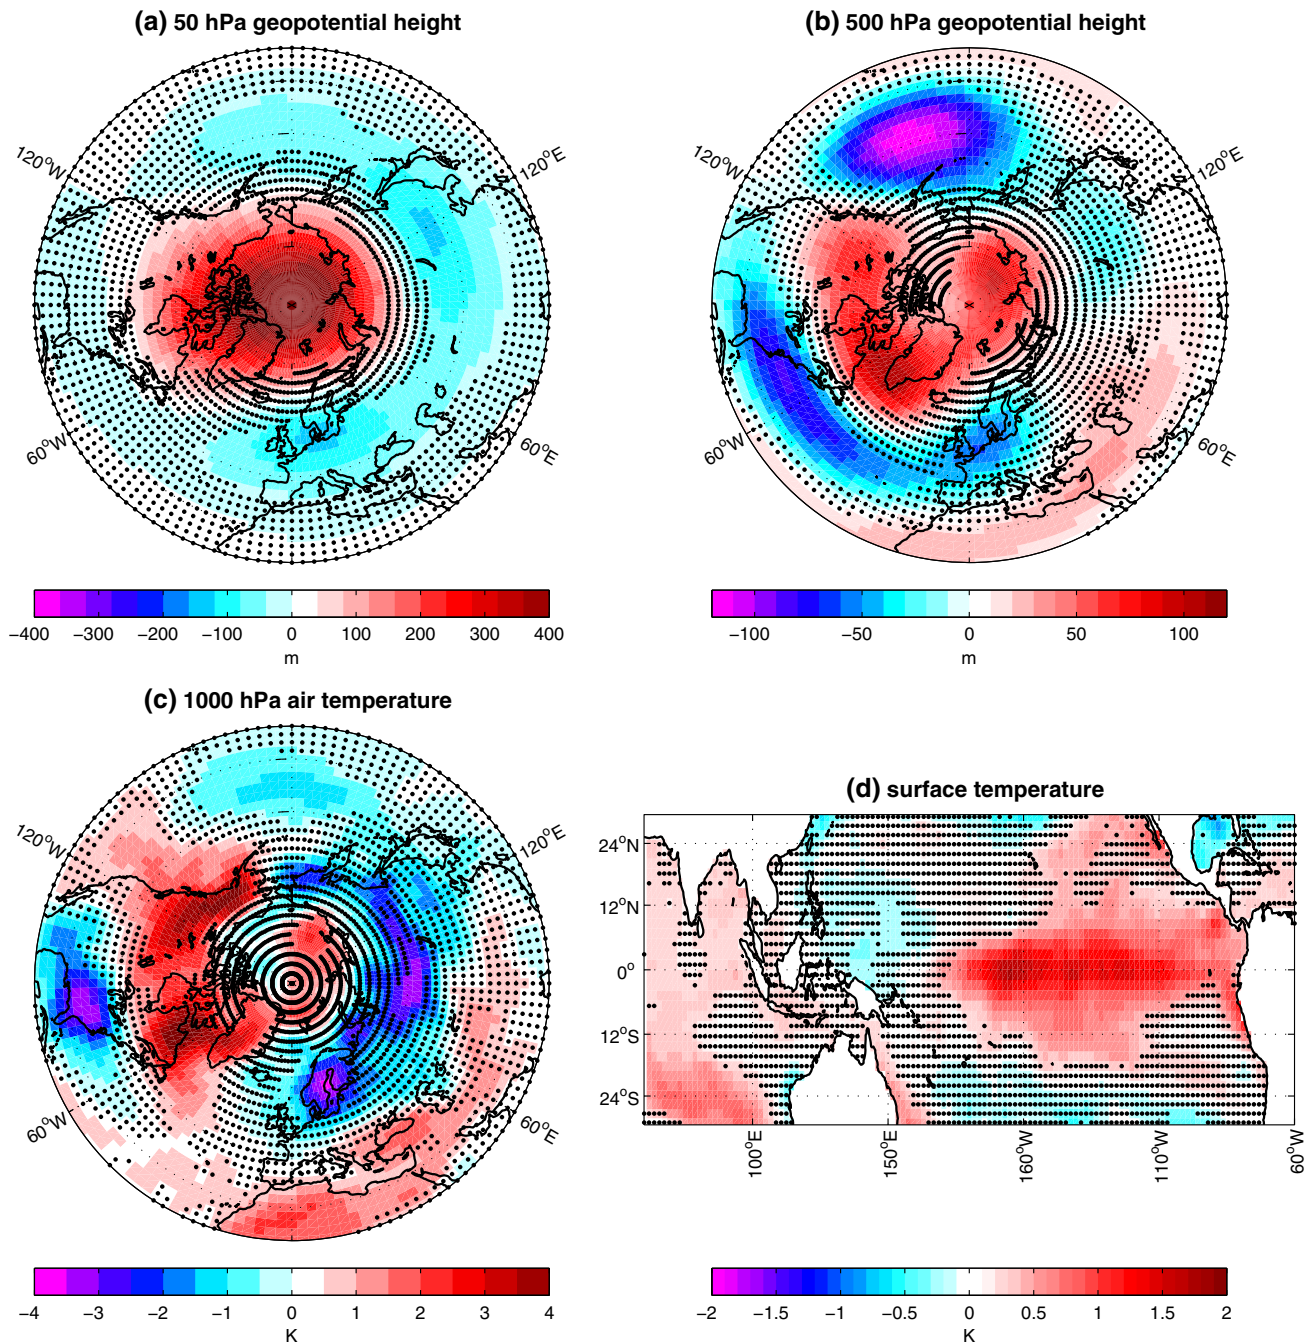 (a) 50 hPa geopotential height
(b) 500 hPa geopotential height
120°W
120°E
60°W
60°E
120°W
120°E
60°W
60°E
−400 −300 −200 −100 0 100 200 300 400
m
−100 −50 0 50 100
m
(c) 1000 hPa air temperature
120°W
120°E
60°W
60°E
(d) surface temperature
24°N
12°N
0°
12°S
24°S
100°E
150°E
160°W
110°W
60°W
−4 −3 −2 −1 0 1 2 3 4
K
−2 −1.5 −1 −0.5 0 0.5 1 1.5 2
K